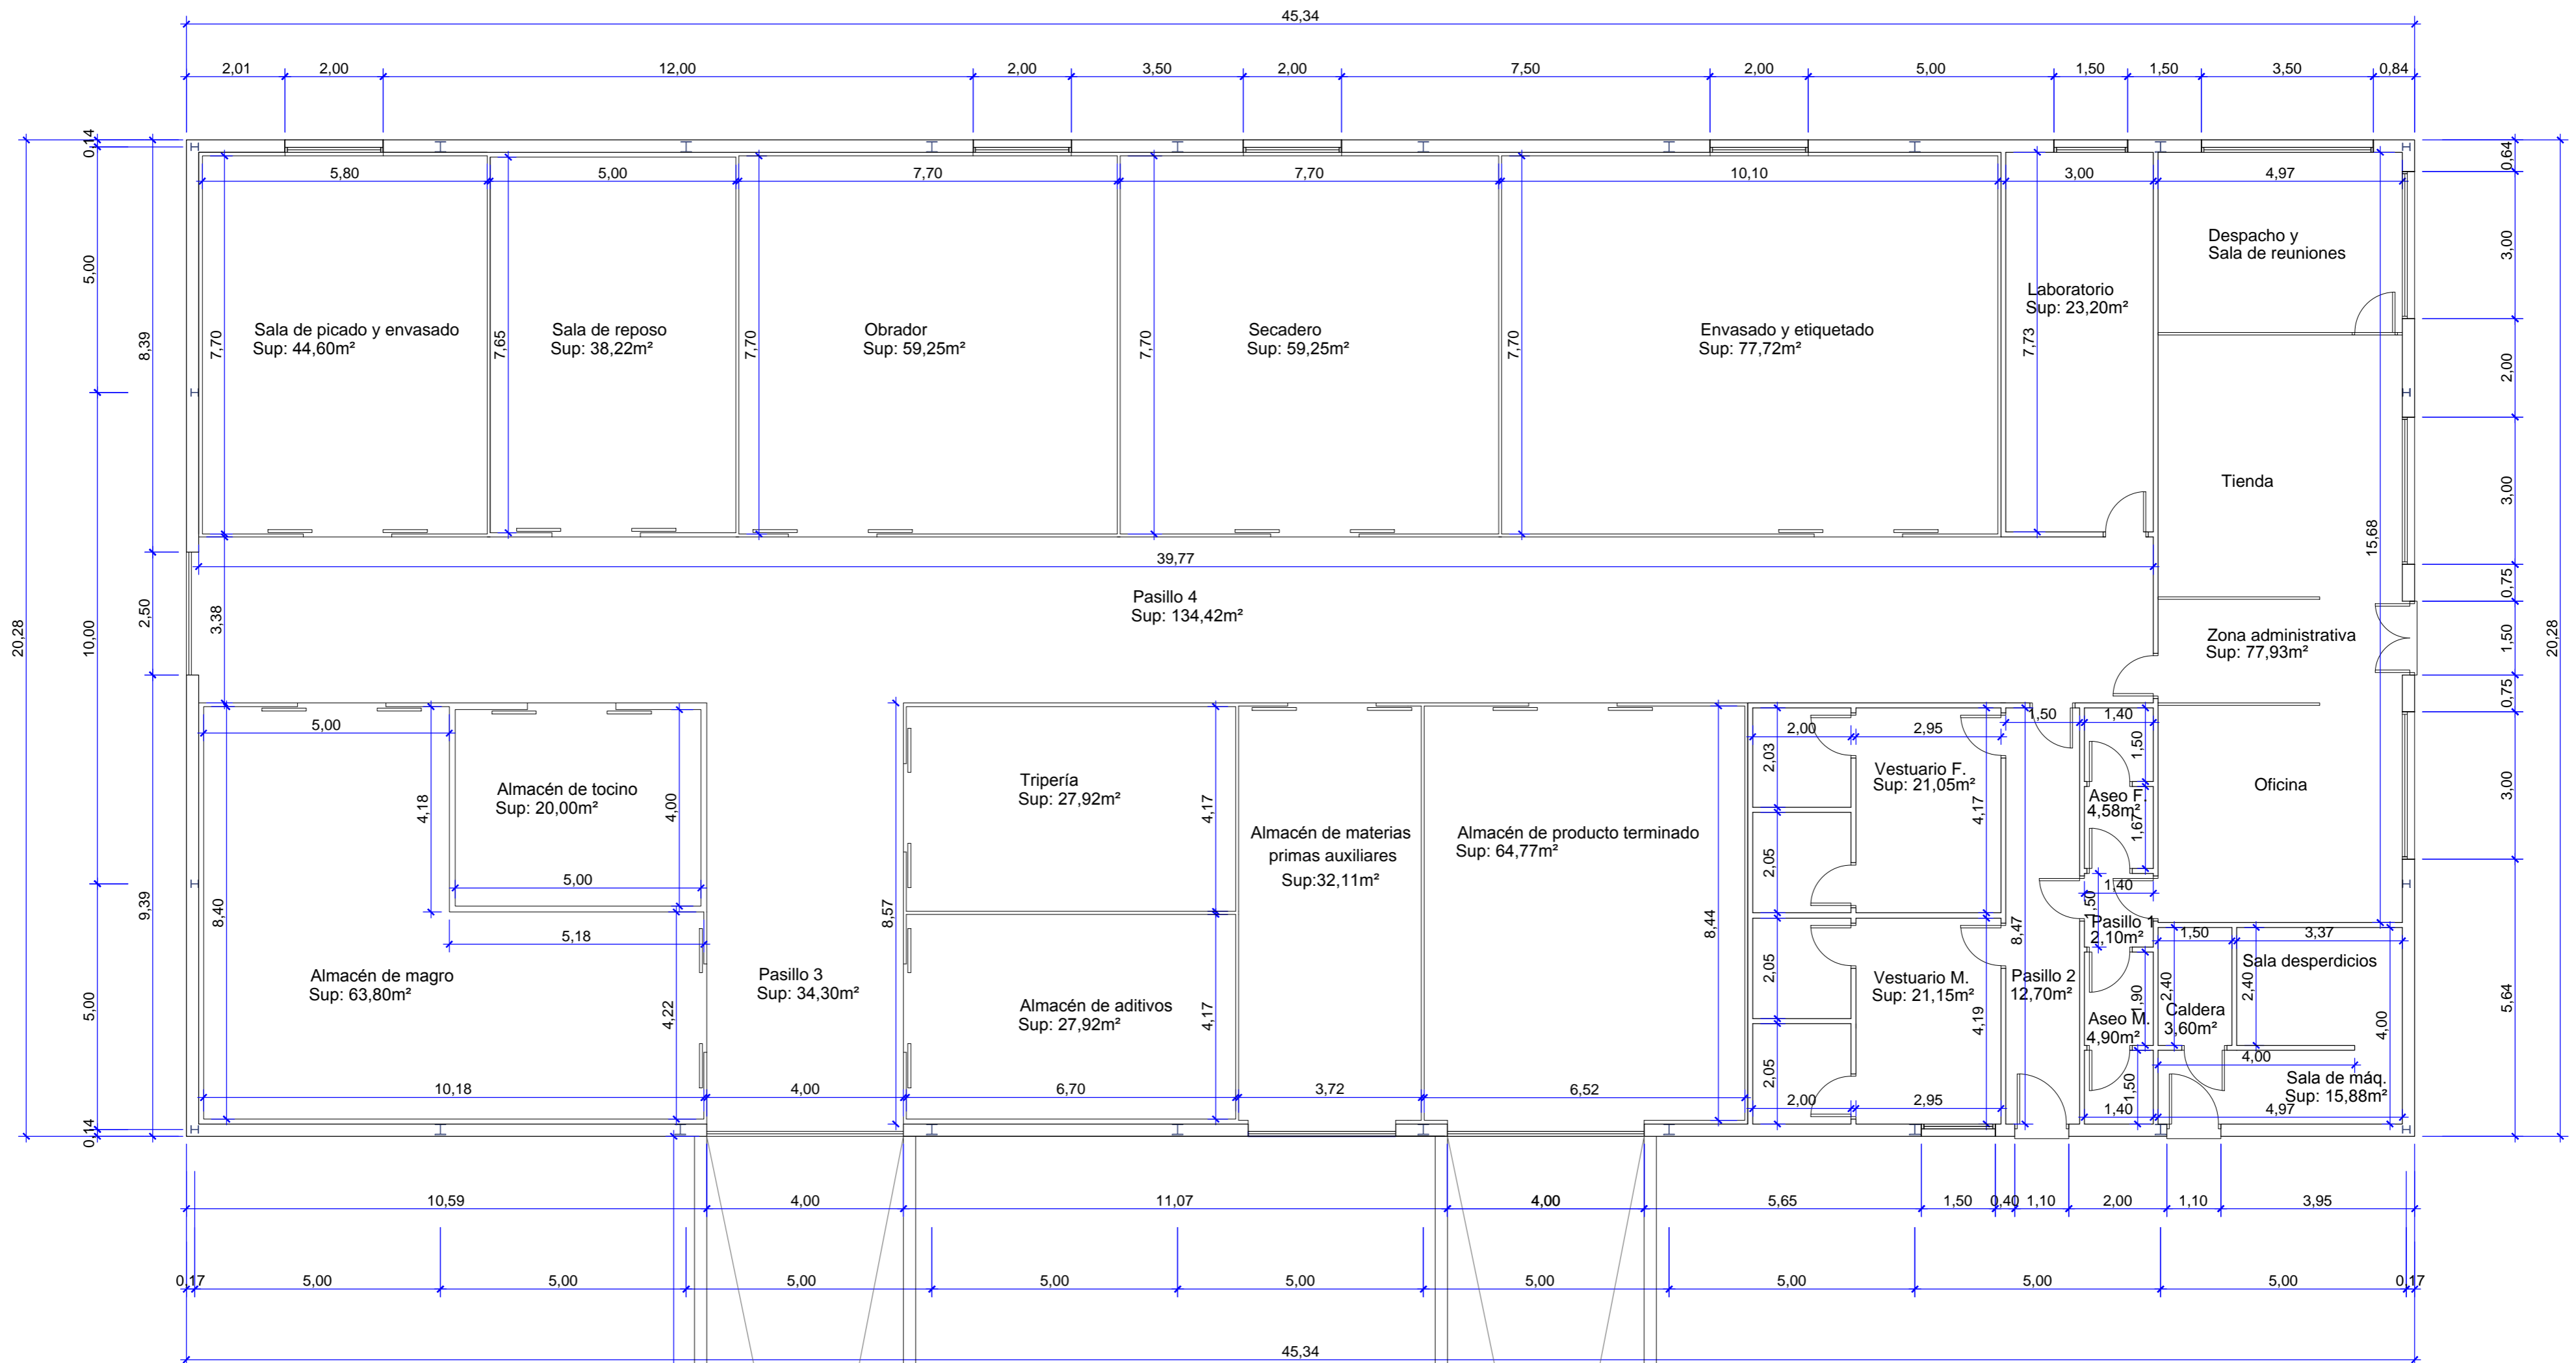 45,34
2,01 2,00 12,00 2,00 3,50 2,00 7,50 2,00 5,00 1,50 1,50 3,50 0,84
0,14
5,00
10,00
5,00
0,14
20,28
8,39
2,50
9,39
0,64
3,00
2,00
3,00
0,75
1,50
0,75
3,00
5,64
20,28
5,80 5,00 7,70 7,70 10,10 3,00 4,97
7,70 7,65 7,70 7,70 7,70 7,73 15,68
Sala de picado y envasado
Sup: 44,60m²
Sala de reposo
Sup: 38,22m²
Obrador
Sup: 59,25m²
Secadero
Sup: 59,25m²
Envasado y etiquetado
Sup: 77,72m²
Laboratorio
Sup: 23,20m²
Despacho y
Sala de reuniones
Tienda
39,77
3,38
Pasillo 4
Sup: 134,42m²
Zona administrativa
Sup: 77,93m²
Oficina
5,00
4,18
8,40
Almacén de tocino
Sup: 20,00m²
4,00
5,00
5,18
Almacén de magro
Sup: 63,80m²
4,22
10,18
Pasillo 3
Sup: 34,30m²
8,57
4,00
Tripería
Sup: 27,92m²
4,17
Almacén de aditivos
Sup: 27,92m²
4,17
6,70
Almacén de materias
primas auxiliares
Sup:32,11m²
3,72
Almacén de producto terminado
Sup: 64,77m²
8,44
6,52
2,00 2,95
2,03
2,05
2,05
2,05
Vestuario F.
Sup: 21,05m²
4,17
Vestuario M.
Sup: 21,15m²
4,19
2,00 2,95
1,50 1,40
8,47
Pasillo 2
12,70m²
1,50
Aseo F.
4,58m²
1,67
1,40
1,50
Pasillo 1
2,10m²
1,90
Aseo M.
4,90m²
1,50
1,40
1,50 3,37
2,40
Caldera
3,60m²
2,40
Sala desperdicios
4,00
4,00
Sala de máq.
Sup: 15,88m²
4,97
10,59 4,00 11,07 4,00 5,65 1,50 0,40 1,10 2,00 1,10 3,95
0,17 5,00 5,00 5,00 5,00 5,00 5,00 5,00 5,00 5,00 0,17
45,34